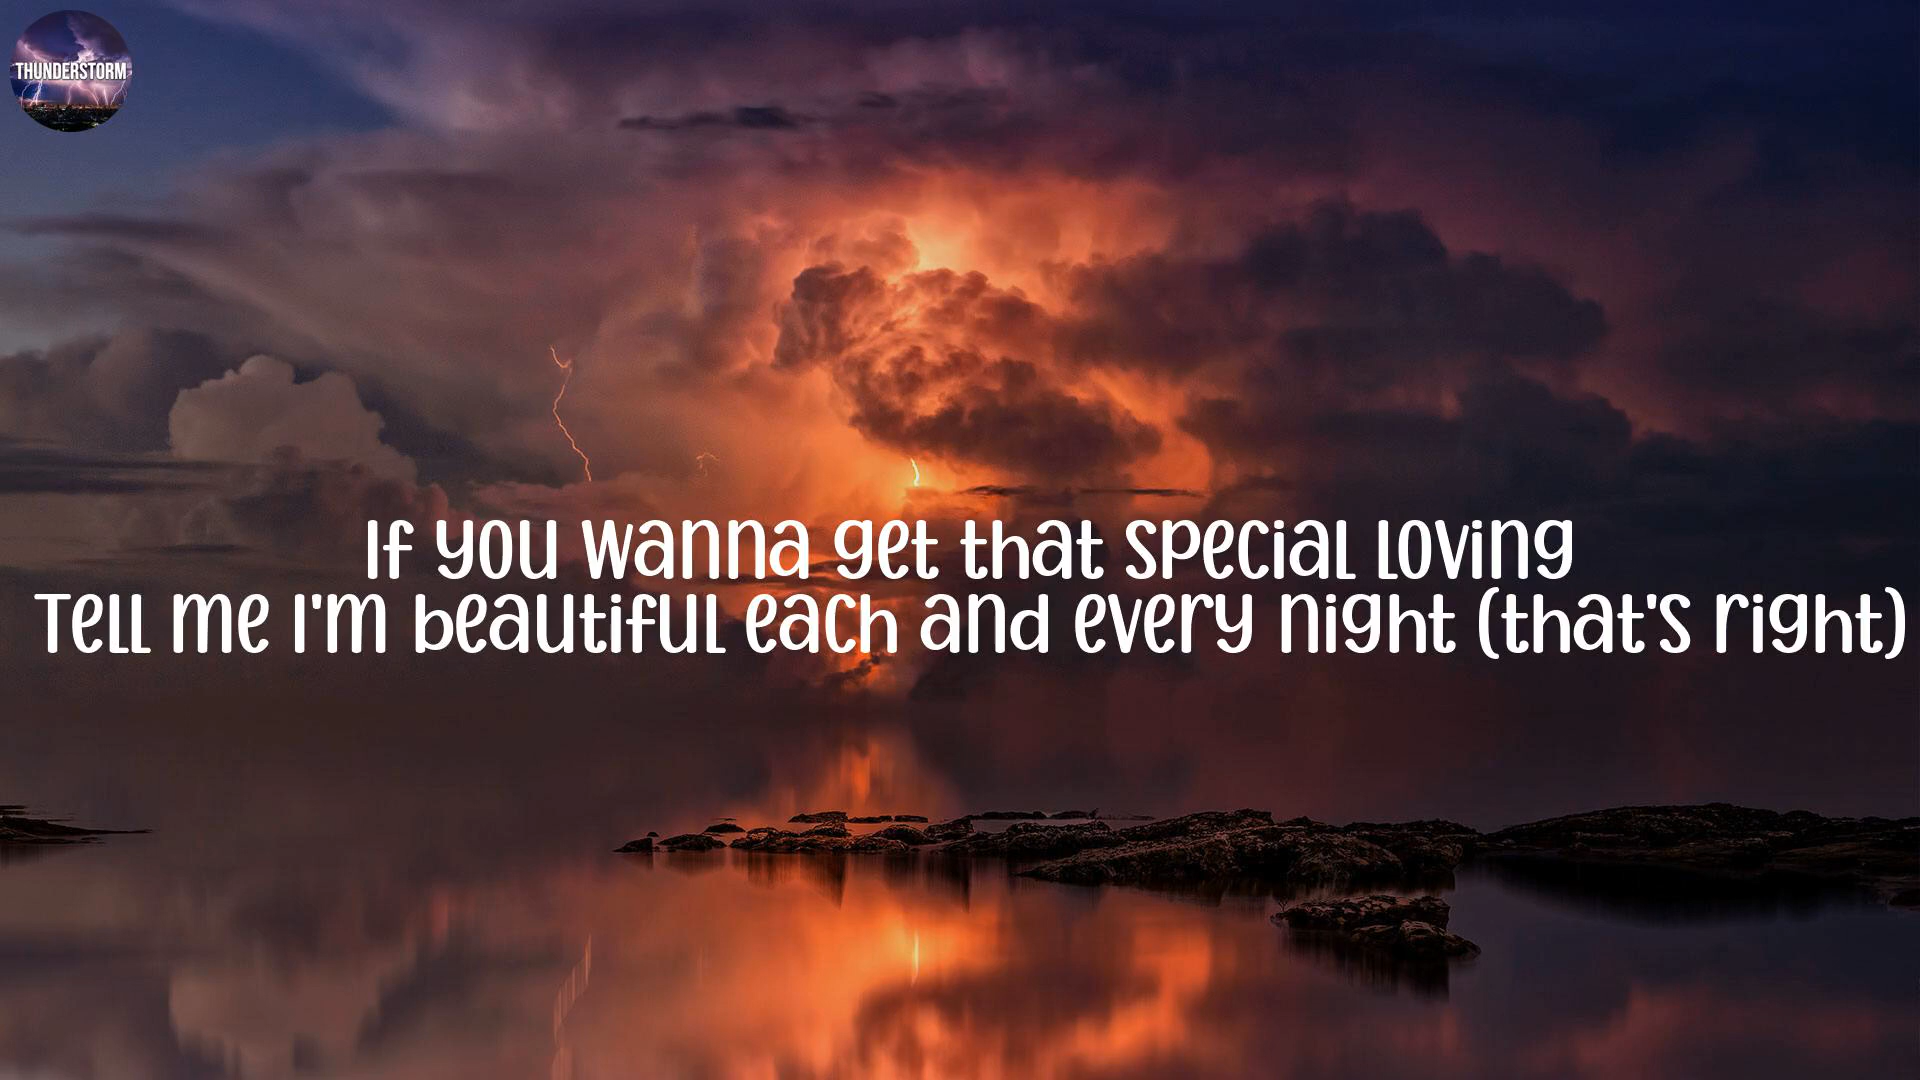 THUNDERSTORM
If you wanna get that special loving
Tell me I'm beautiful each and every night (that's right)